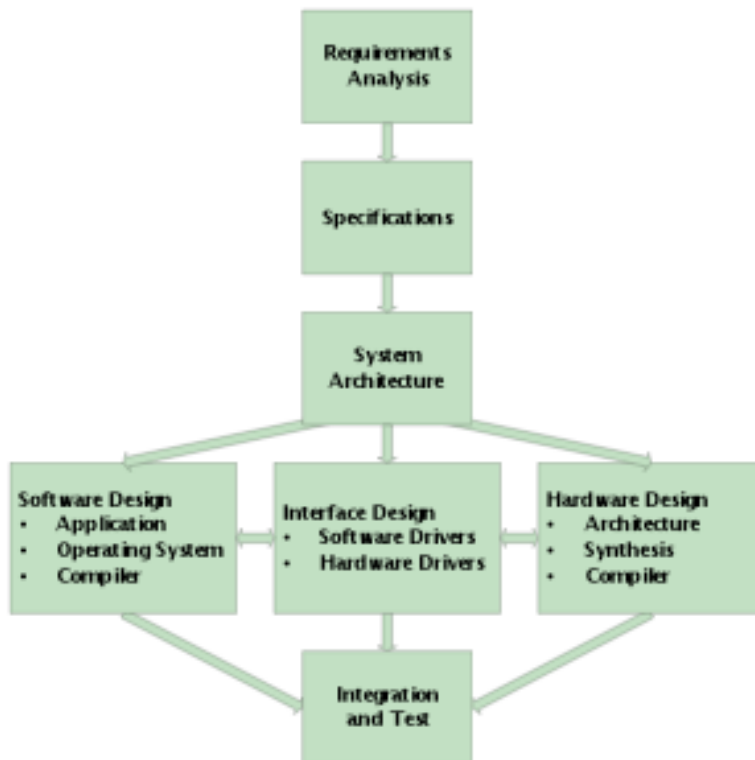 Requirements
Analysis
Specifications
System
Architecture
Software Design
• Application
• Operating System
• Compiler
Interface Design
• Software Drivers
• Hardware Drivers
Hardware Design
• Architecture
• Synthesis
• Compiler
Integration
and Test